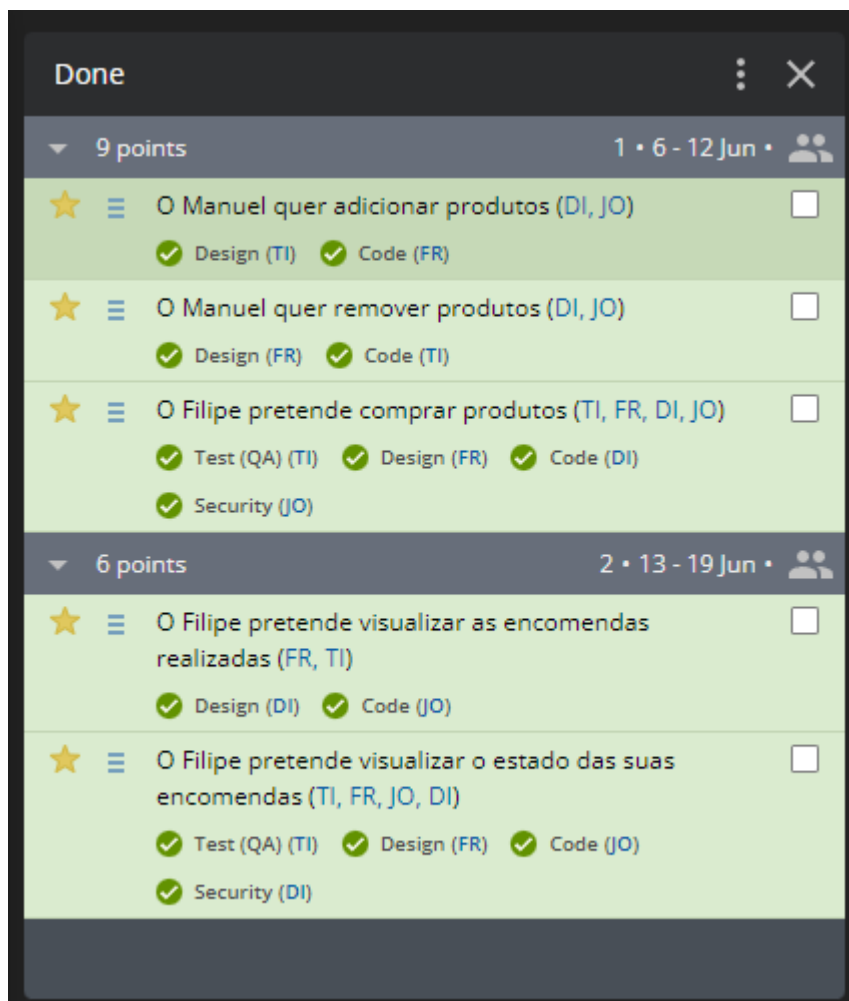 Done
9 points 1 • 6 - 12 Jun •
O Manuel quer adicionar produtos (DI, JO)
Design (TI) Code (FR)
O Manuel quer remover produtos (DI, JO)
Design (FR) Code (TI)
O Filipe pretende comprar produtos (TI, FR, DI, JO)
Test (QA) (TI) Design (FR) Code (DI)
Security (JO)
6 points 2 • 13 - 19 Jun •
O Filipe pretende visualizar as encomendas
realizadas (FR, TI)
Design (DI) Code (JO)
O Filipe pretende visualizar o estado das suas
encomendas (TI, FR, JO, DI)
Test (QA) (TI) Design (FR) Code (JO)
Security (DI)